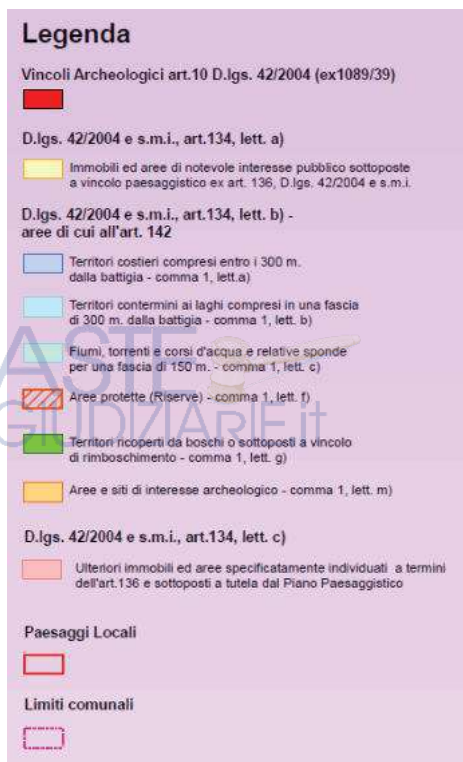 Legenda
Vincoli Archeologici art.10 D.lgs. 42/2004 (ex1089/39)
D.lgs. 42/2004 e s.m.i., art.134, lett. a)
Immobili ed aree di notevole interesse pubblico sottoposte
a vincolo paesaggistico ex art. 136, D.lgs. 42/2004 e s.m.i.
D.lgs. 42/2004 e s.m.i., art.134, lett. b) -
aree di cui all'art. 142
Territori costieri compresi entro i 300 m.
dalla battigia - comma 1, lett.a)
Territori contermini ai laghi compresi in una fascia
di 300 m. dalla battigia - comma 1, lett. b)
Fiumi, torrenti e corsi d'acqua e relative sponde
per una fascia di 150 m. - comma 1, lett. c)
Aree protette (Riserve) - comma 1, lett. f)
Territori ricoperti da boschi o sottoposti a vincolo
di rimboschimento - comma 1, lett. g)
Aree e siti di interesse archeologico - comma 1, lett. m)
D.lgs. 42/2004 e s.m.i., art.134, lett. c)
Ulteriori immobili ed aree specificatamente individuati a termini
dell'art.136 e sottoposti a tutela dal Piano Paesaggistico
Paesaggi Locali
Limiti comunali
ASTE
GIUDIZIARIE.it